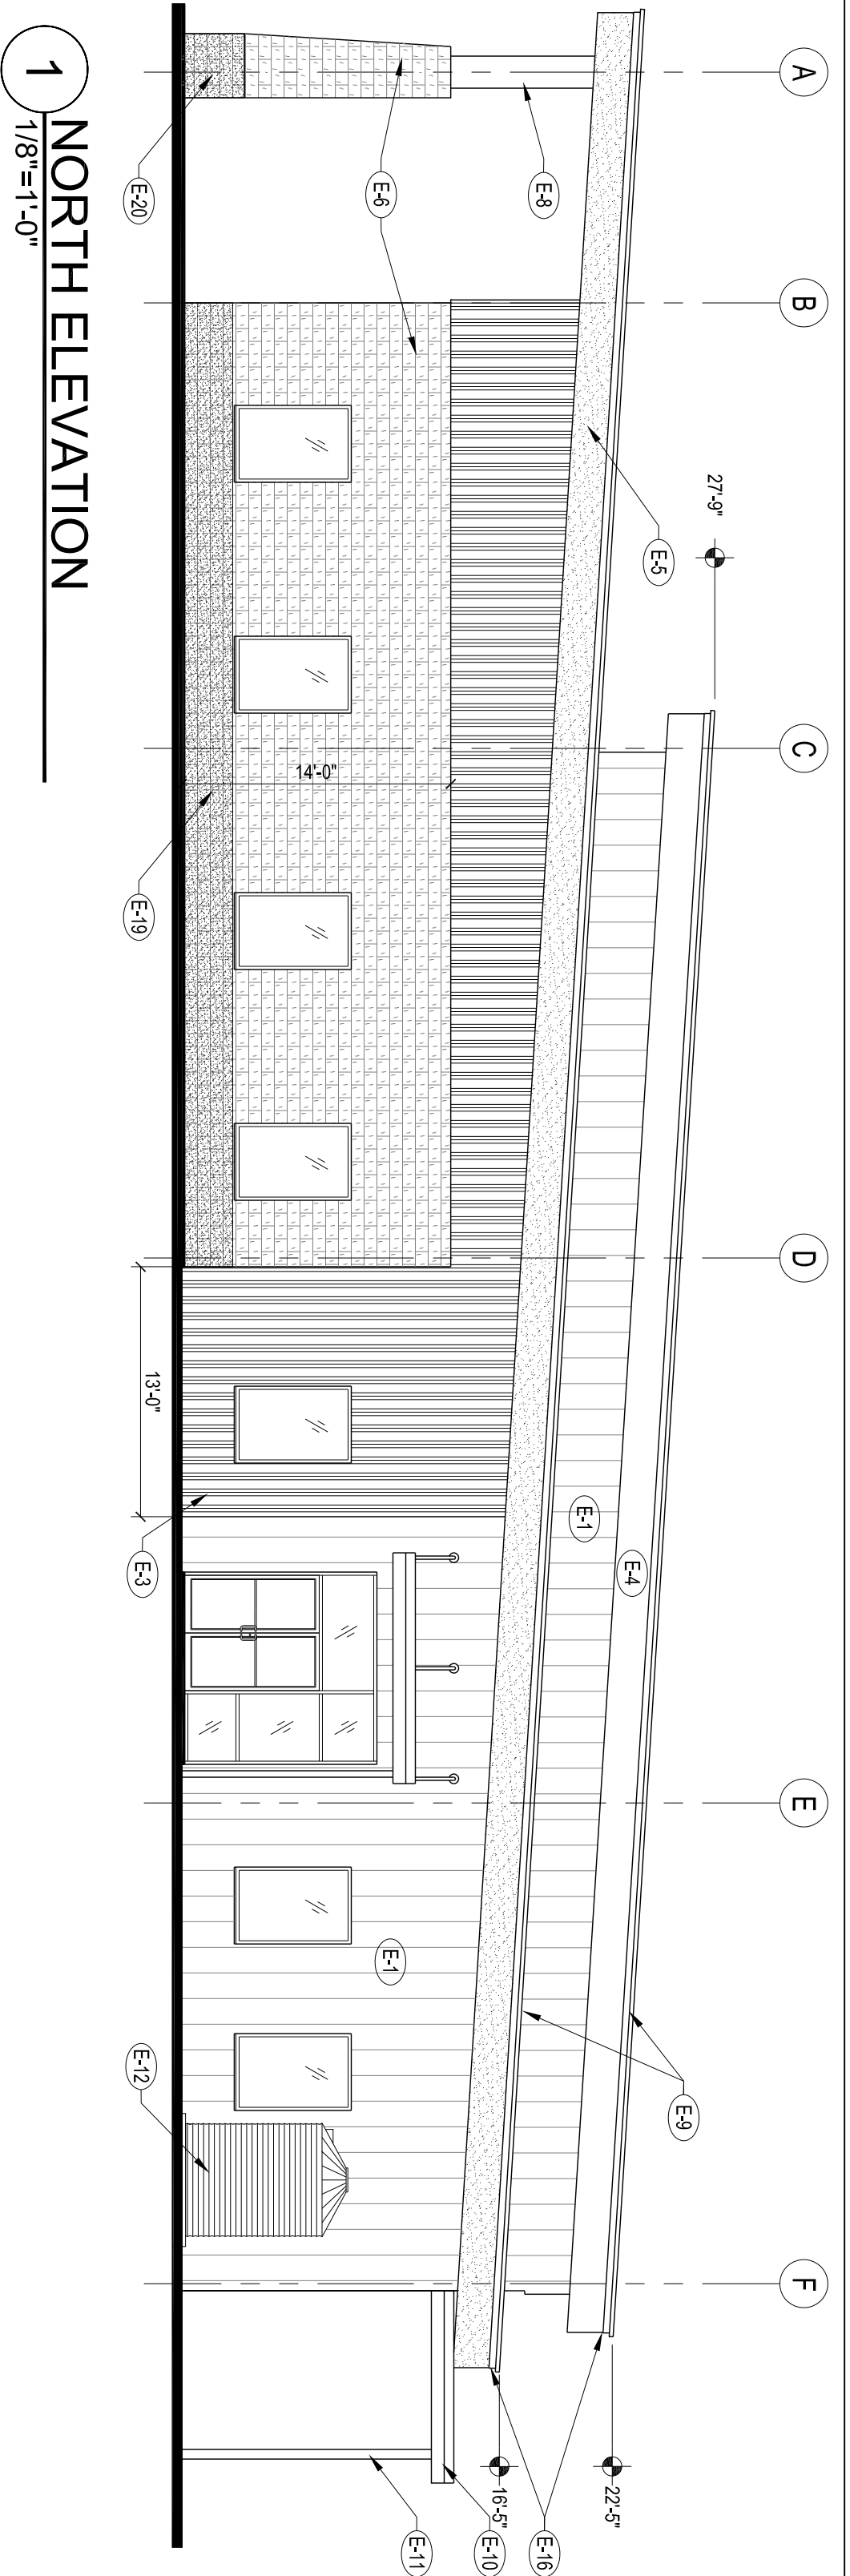 A
B
C
D
E
F
27'-9"
22'-5"
16'-5"
E-8
E-6
E-20
E-5
14'-0"
E-19
13'-0"
E-3
E-1
E-4
E-1
E-12
E-9
E-16
E-10
E-11
1
NORTH ELEVATION
1/8"=1'-0"